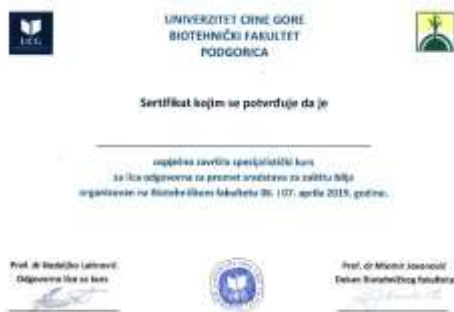 UCG
UNIVERZITET CRNE GORE
BIOTEHNIČKI FAKULTET
PODGORICA
Sertifikat kojim se potvrđuje da je
uspješno završio specijalistički kurs
za lica odgovorna za promet sredstava za zaštitu bilja
organizovan na Biotehničkom fakultetu 06. i 07. aprila 2019. godine.
Prof. dr Nedeljko Latinović
Odgovorno lice za kurs
Prof. dr Miomir Jovanović
Dekan Biotehničkog fakulteta